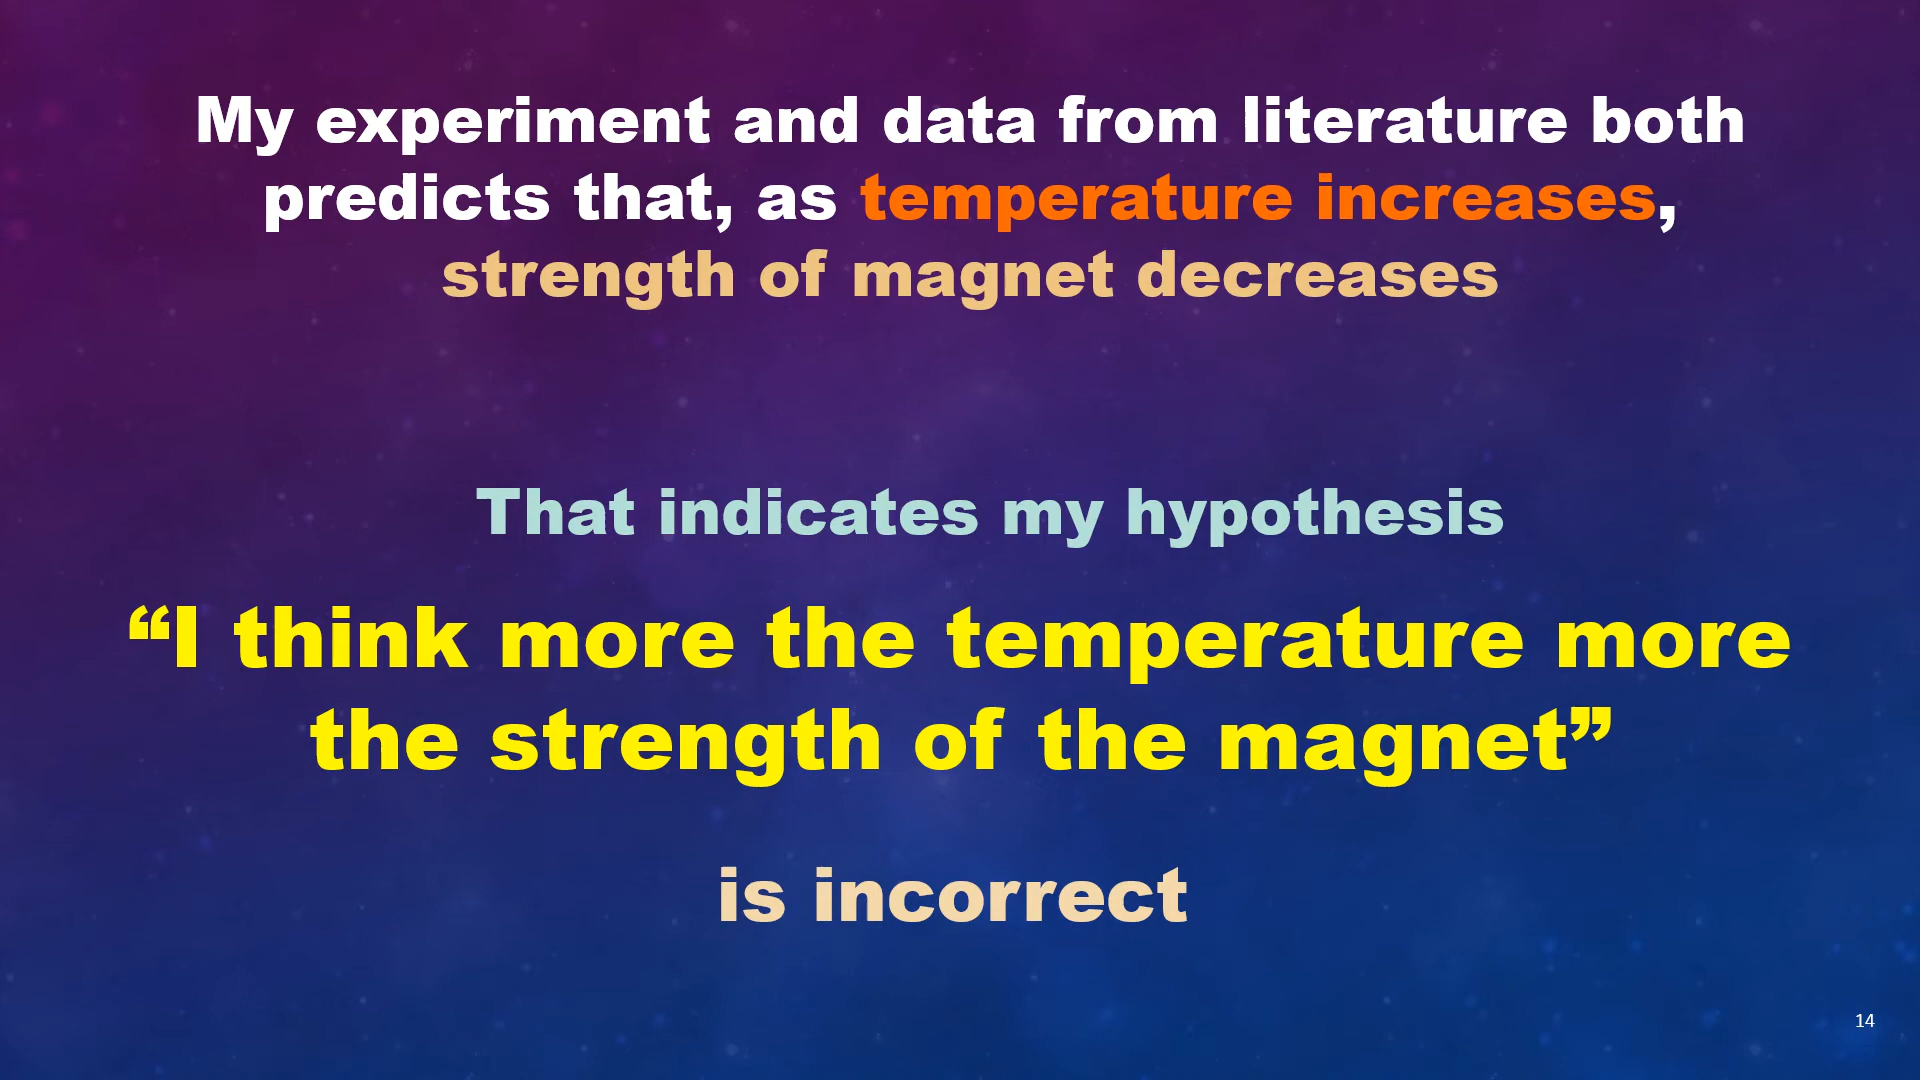 My experiment and data from literature both
predicts that, as temperature increases,
strength of magnet decreases
That indicates my hypothesis
“I think more the temperature more
the strength of the magnet”
is incorrect
14